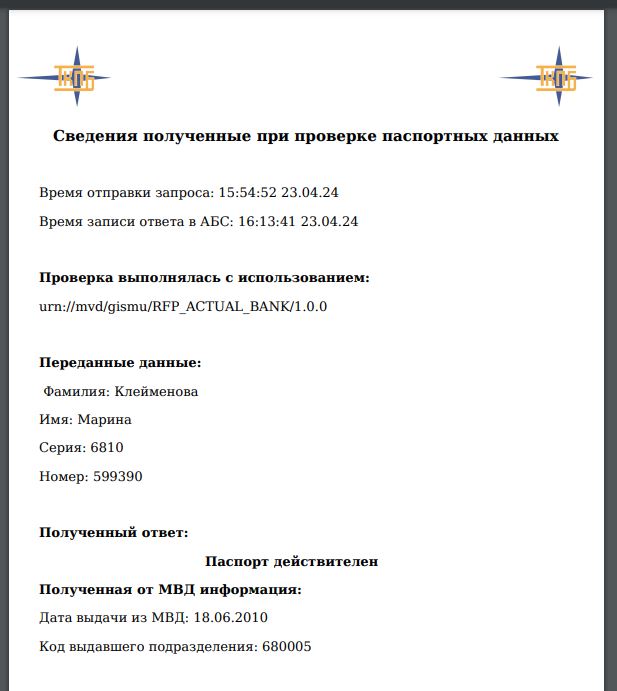 Сведения полученные при проверке паспортных данных
Время отправки запроса: 15:54:52 23.04.24
Время записи ответа в АБС: 16:13:41 23.04.24
Проверка выполнялась с использованием:
urn://mvd/gismu/RFP_ACTUAL_BANK/1.0.0
Переданные данные:
Фамилия: Клейменова
Имя: Марина
Серия: 6810
Номер: 599390
Полученный ответ:
Паспорт действителен
Полученная от МВД информация:
Дата выдачи из МВД: 18.06.2010
Код выдавшего подразделения: 680005